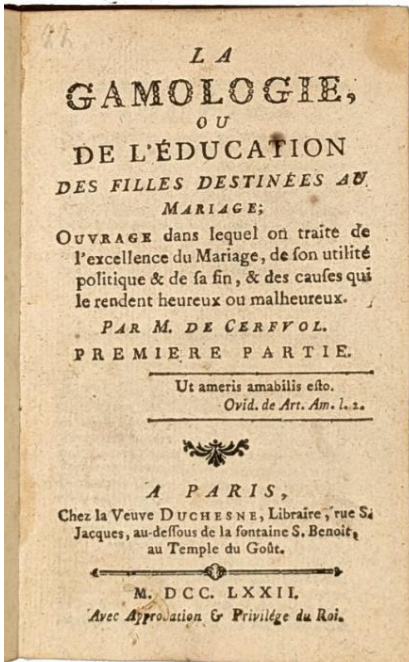 22
LA
GAMOLOGIE,
OU
DE L'ÉDUCATION
DES FILLES DESTINÉES AU
MARIAGE;
OUVRAGE dans lequel on traite de
l'excellence du Mariage, de son utilité
politique & de sa fin, & des causes qui
le rendent heureux ou malheureux.
PAR M. DE CERFVOL.
PREMIERE PARTIE.
Ut ameris amabilis esto.
Ovid. de Art. Am. l. 2.
A PARIS,
Chez la Veuve DUCHESNE, Libraire, rue S.
Jacques, au-dessous de la fontaine S. Benoit,
au Temple du Goût.
M. DCC. LXXII.
Avec Approbation & Privilége du Roi.